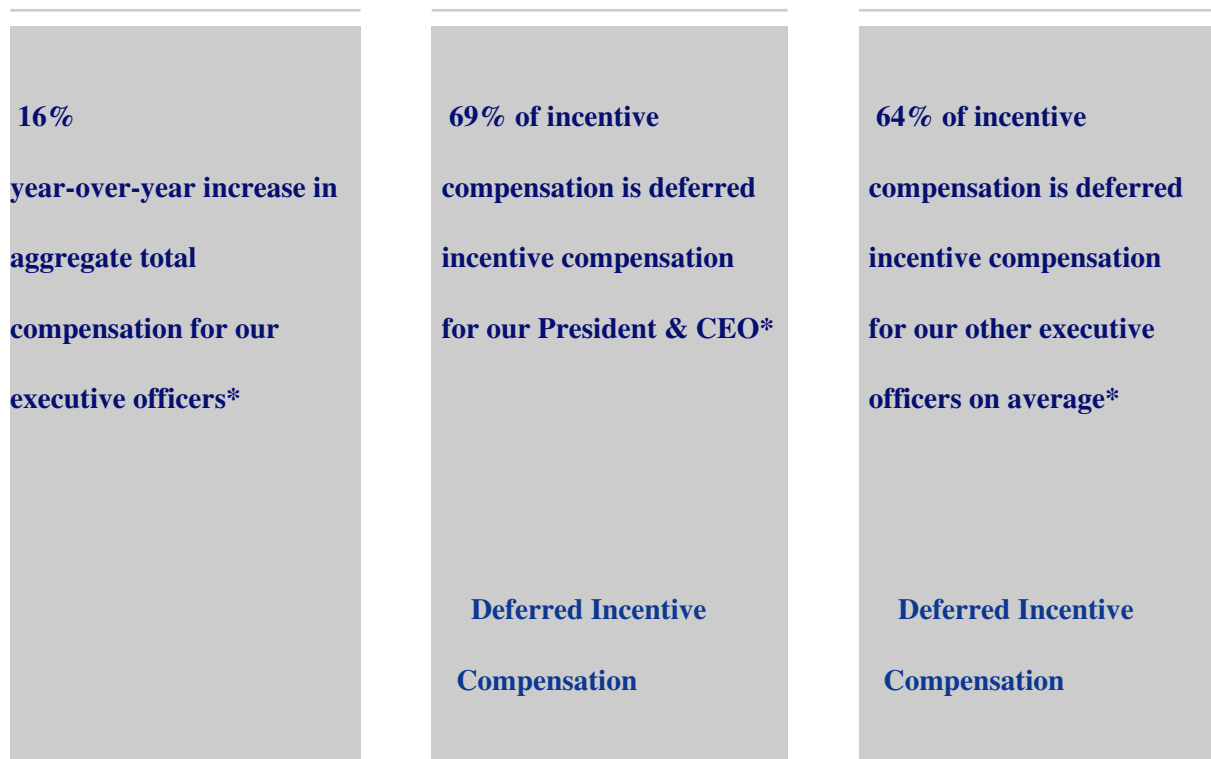 16%
year-over-year increase in
aggregate total
compensation for our
executive officers*
69% of incentive
compensation is deferred
incentive compensation
for our President & CEO*
Deferred Incentive
Compensation
64% of incentive
compensation is deferred
incentive compensation
for our other executive
officers on average*
Deferred Incentive
Compensation